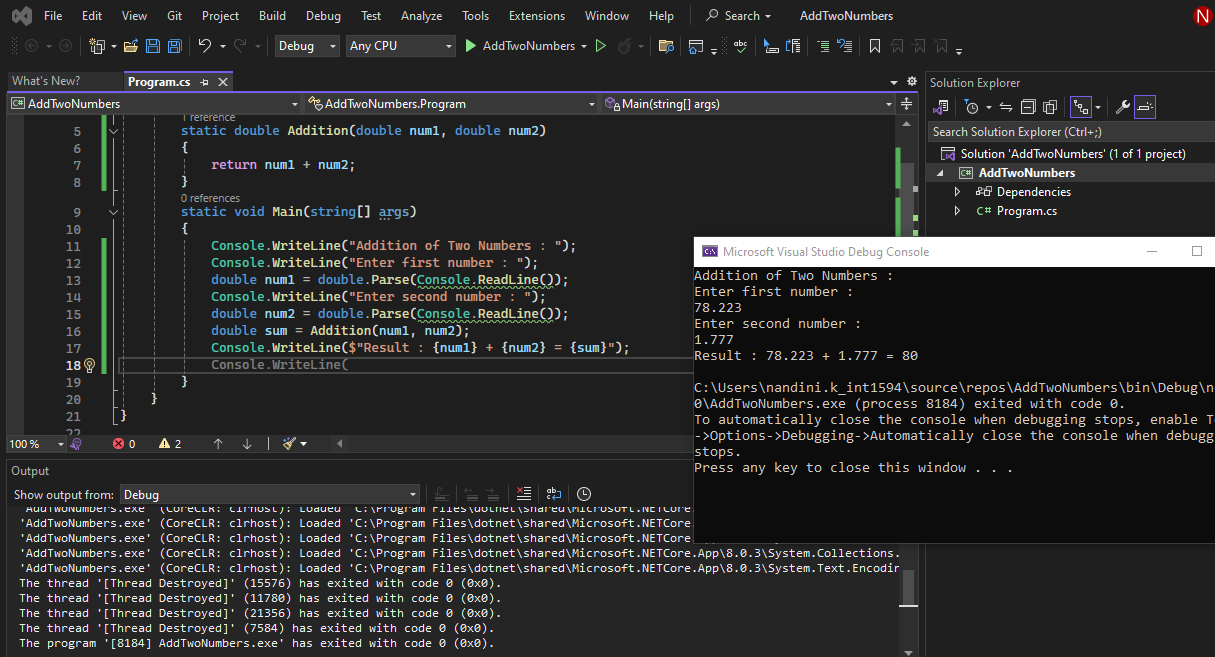 File Edit View Git Project Build Debug Test Analyze Tools Extensions Window Help Search AddTwoNumbers N
Debug Any CPU AddTwoNumbers
What's New? Program.cs
AddTwoNumbers AddTwoNumbers.Program Main(string[] args)
1 reference
5 static double Addition(double num1, double num2)
6 {
7 return num1 + num2;
8 }
0 references
9 static void Main(string[] args)
10 {
11 Console.WriteLine("Addition of Two Numbers : ");
12 Console.WriteLine("Enter first number : ");
13 double num1 = double.Parse(Console.ReadLine());
14 Console.WriteLine("Enter second number : ");
15 double num2 = double.Parse(Console.ReadLine());
16 double sum = Addition(num1, num2);
17 Console.WriteLine($"Result : {num1} + {num2} = {sum}");
18 Console.WriteLine(
19 }
20 }
21 }
22
100 % 0 2
Solution Explorer
Search Solution Explorer (Ctrl+;)
Solution 'AddTwoNumbers' (1 of 1 project)
C# AddTwoNumbers
Dependencies
C# Program.cs
Microsoft Visual Studio Debug Console
Addition of Two Numbers :
Enter first number :
78.223
Enter second number :
1.777
Result : 78.223 + 1.777 = 80
C:\Users\nandini.k_int1594\source\repos\AddTwoNumbers\bin\Debug\n
0\AddTwoNumbers.exe (process 8184) exited with code 0.
To automatically close the console when debugging stops, enable T
->Options->Debugging->Automatically close the console when debugg
stops.
Press any key to close this window . . .
Output
Show output from: Debug
'AddTwoNumbers.exe' (CoreCLR: clrhost): Loaded 'C:\Program Files\dotnet\shared\Microsoft.NETCore.
'AddTwoNumbers.exe' (CoreCLR: clrhost): Loaded 'C:\Program Files\dotnet\shared\Microsoft.NETCore.
'AddTwoNumbers.exe' (CoreCLR: clrhost): Loaded 'C:\Program Files\dotnet\shared\Microsoft.NETCore.
'AddTwoNumbers.exe' (CoreCLR: clrhost): Loaded 'C:\Program Files\dotnet\shared\Microsoft.NETCore.App\8.0.3\System.Collections.
'AddTwoNumbers.exe' (CoreCLR: clrhost): Loaded 'C:\Program Files\dotnet\shared\Microsoft.NETCore.App\8.0.3\System.Text.Encodin
The thread '[Thread Destroyed]' (15576) has exited with code 0 (0x0).
The thread '[Thread Destroyed]' (11780) has exited with code 0 (0x0).
The thread '[Thread Destroyed]' (21356) has exited with code 0 (0x0).
The thread '[Thread Destroyed]' (7584) has exited with code 0 (0x0).
The program '[8184] AddTwoNumbers.exe' has exited with code 0 (0x0).